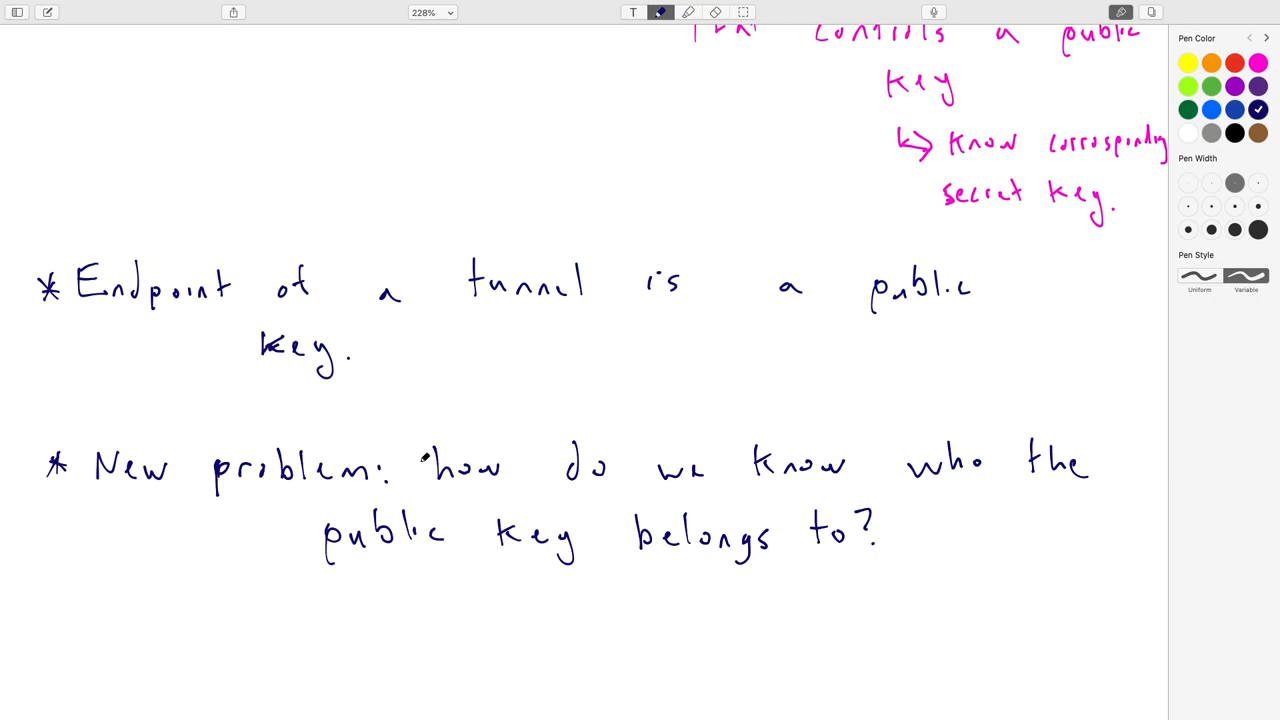 228%
T
Pen Color
controls a public
key
↳ know corrosponding
secret key.
Pen Width
* Endpoint of a tunnel is a public
key.
Pen Style
Uniform Variable
* New problem: how do we know who the
public key belongs to?